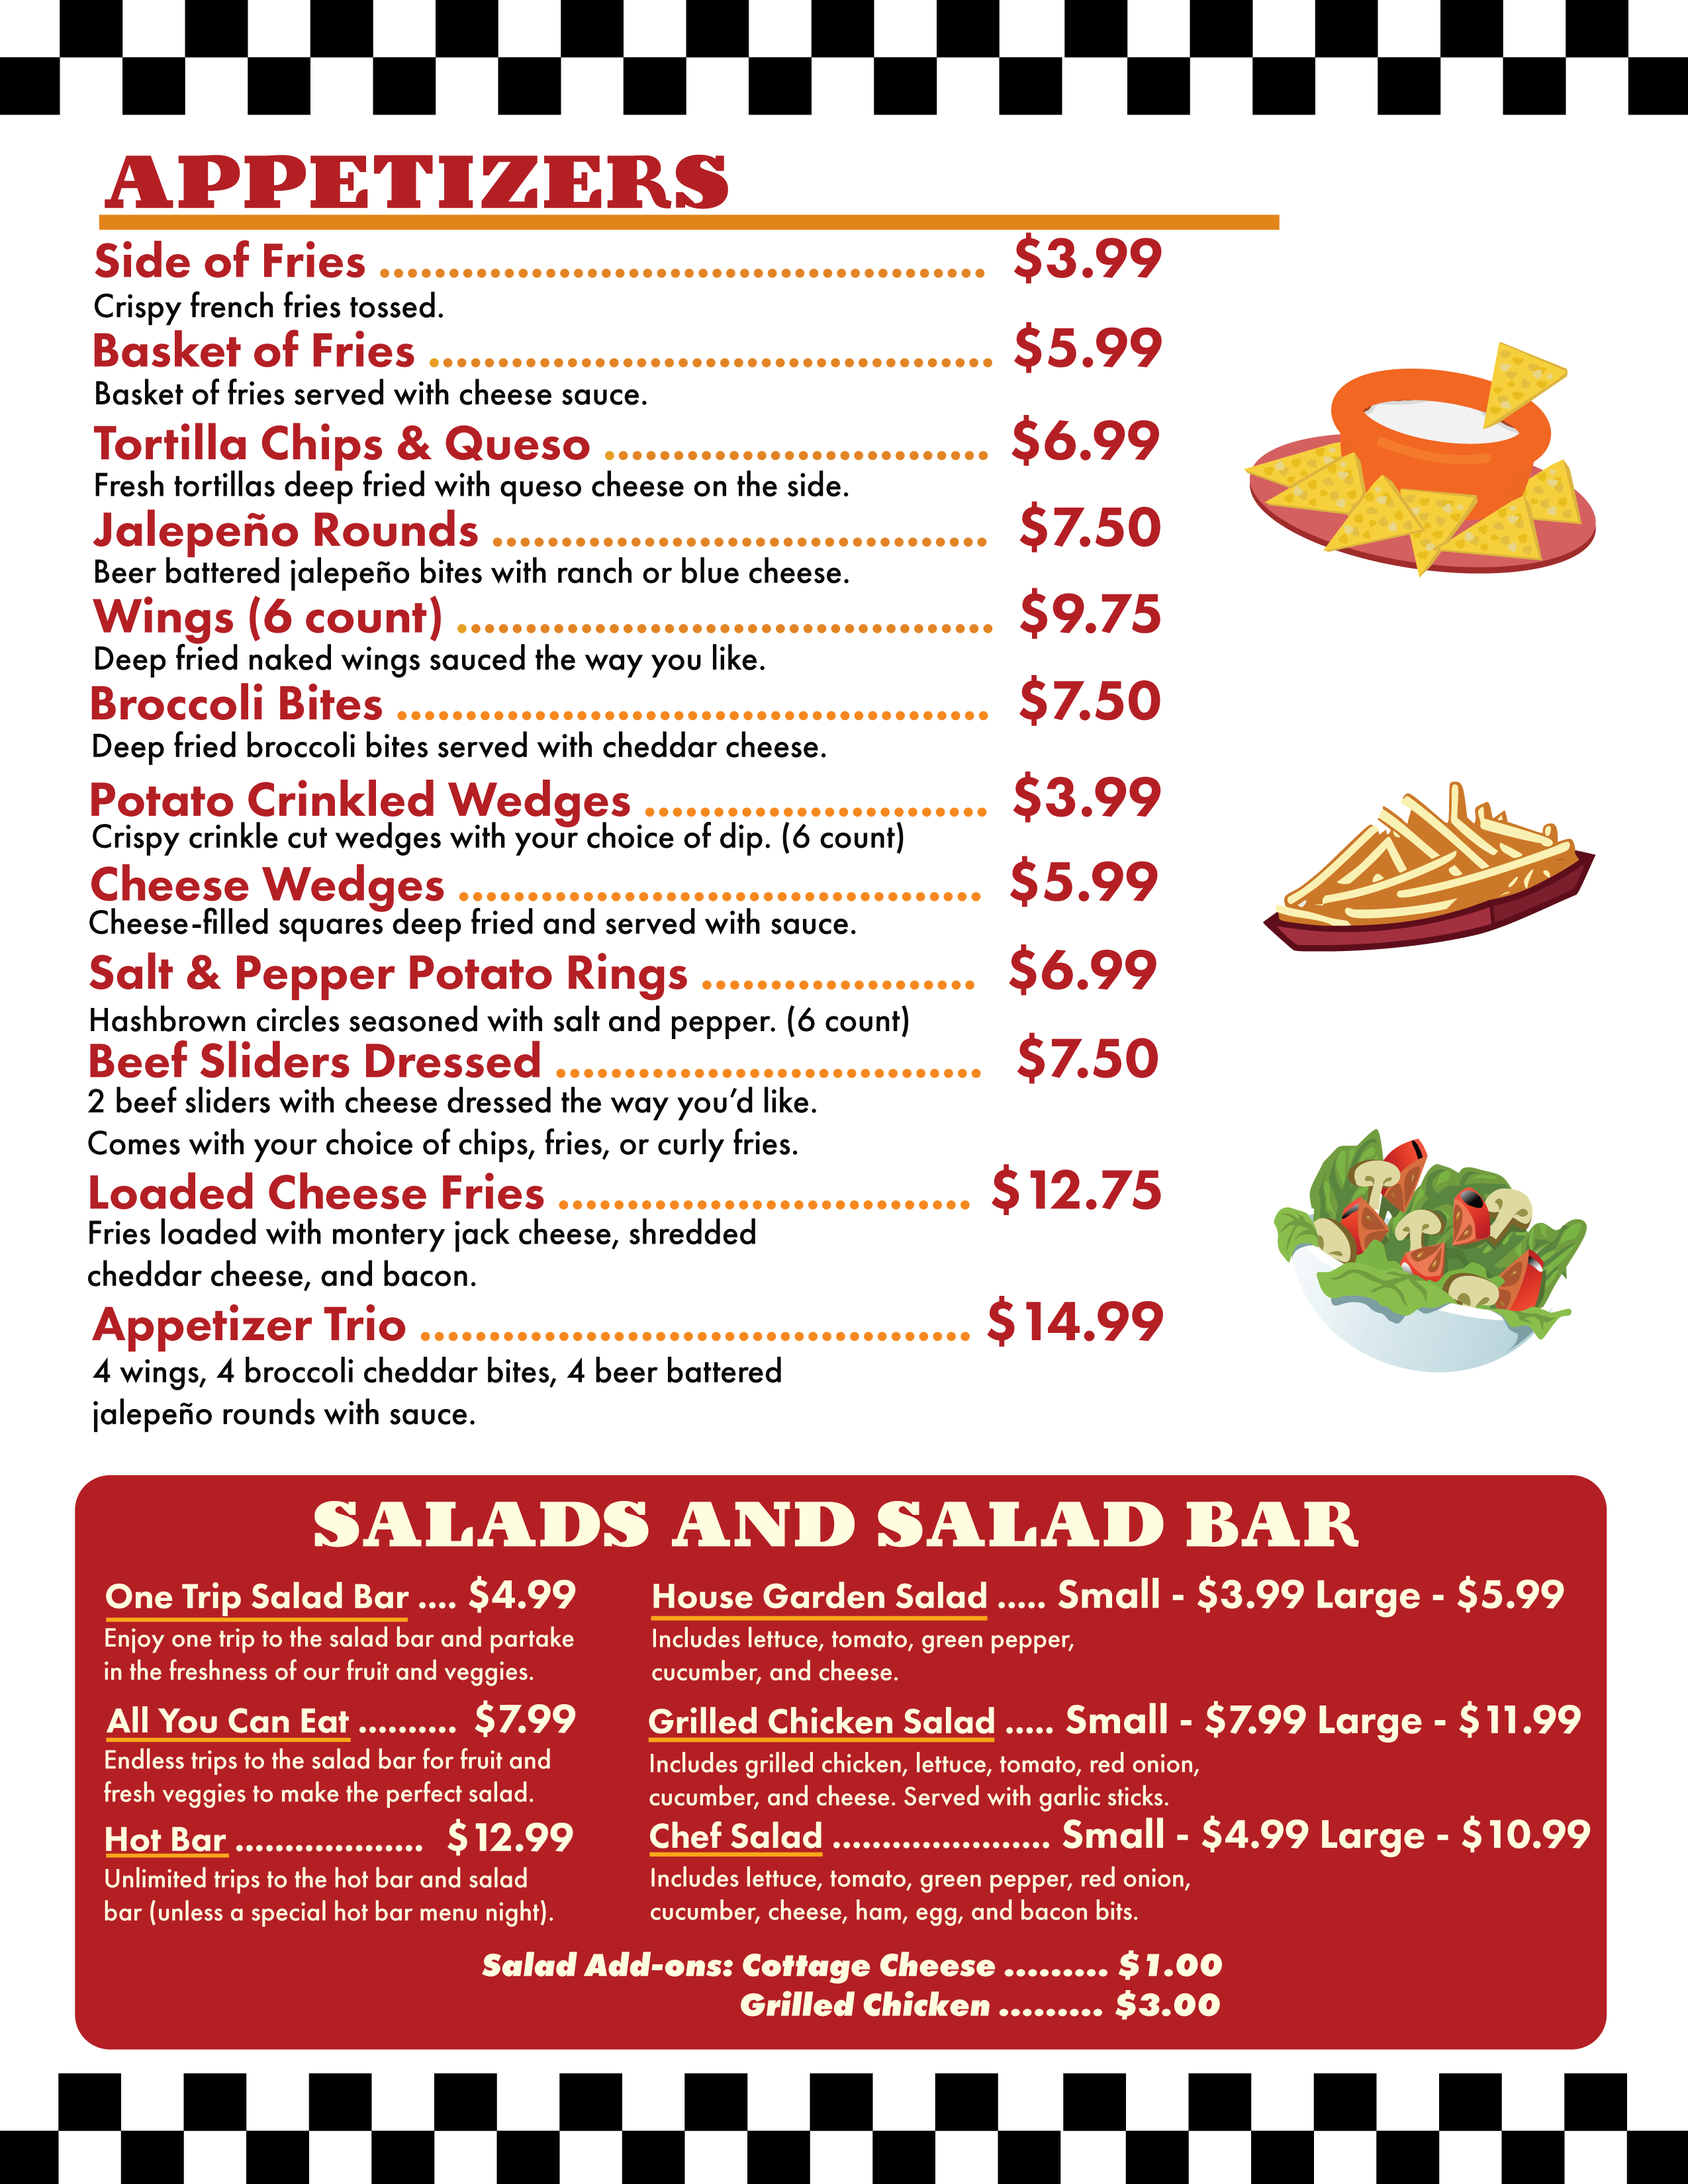 APPETIZERS
Side of Fries ............................................ $3.99
Crispy french fries tossed.
Basket of Fries ......................................... $5.99
Basket of fries served with cheese sauce.
Tortilla Chips & Queso ............................ $6.99
Fresh tortillas deep fried with queso cheese on the side.
Jalepeño Rounds .................................... $7.50
Beer battered jalepeño bites with ranch or blue cheese.
Wings (6 count) ....................................... $9.75
Deep fried naked wings sauced the way you like.
Broccoli Bites ........................................... $7.50
Deep fried broccoli bites served with cheddar cheese.
Potato Crinkled Wedges ......................... $3.99
Crispy crinkle cut wedges with your choice of dip. (6 count)
Cheese Wedges ...................................... $5.99
Cheese-filled squares deep fried and served with sauce.
Salt & Pepper Potato Rings .................... $6.99
Hashbrown circles seasoned with salt and pepper. (6 count)
Beef Sliders Dressed ............................... $7.50
2 beef sliders with cheese dressed the way you’d like.
Comes with your choice of chips, fries, or curly fries.
Loaded Cheese Fries .............................. $12.75
Fries loaded with montery jack cheese, shredded
cheddar cheese, and bacon.
Appetizer Trio ........................................ $14.99
4 wings, 4 broccoli cheddar bites, 4 beer battered
jalepeño rounds with sauce.
SALADS AND SALAD BAR
One Trip Salad Bar .... $4.99
Enjoy one trip to the salad bar and partake
in the freshness of our fruit and veggies.
All You Can Eat .......... $7.99
Endless trips to the salad bar for fruit and
fresh veggies to make the perfect salad.
Hot Bar ................... $12.99
Unlimited trips to the hot bar and salad
bar (unless a special hot bar menu night).
House Garden Salad ..... Small - $3.99 Large - $5.99
Includes lettuce, tomato, green pepper,
cucumber, and cheese.
Grilled Chicken Salad ..... Small - $7.99 Large - $11.99
Includes grilled chicken, lettuce, tomato, red onion,
cucumber, and cheese. Served with garlic sticks.
Chef Salad ...................... Small - $4.99 Large - $10.99
Includes lettuce, tomato, green pepper, red onion,
cucumber, cheese, ham, egg, and bacon bits.
Salad Add-ons: Cottage Cheese ......... $1.00
Grilled Chicken ......... $3.00